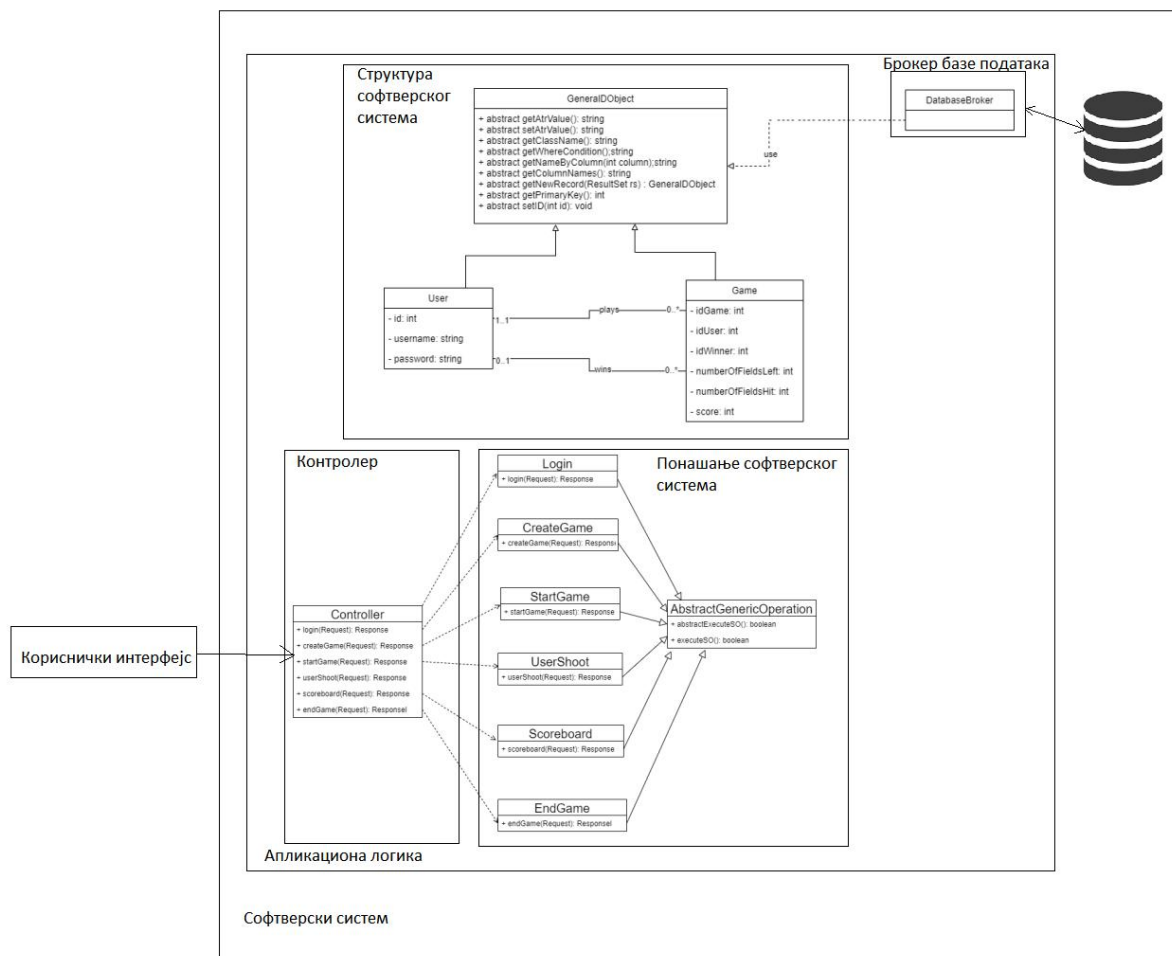 Структура
софтверског
система
GeneralDObject
+ abstract getAtrValue(): string
+ abstract setAtrValue(): string
+ abstract getClassName(): string
+ abstract getWhereCondition();string
+ abstract getNameByColumn(int column);string
+ abstract getColumnNames(): string
+ abstract getNewRecord(ResultSet rs) : GeneralDObject
+ abstract getPrimaryKey(): int
+ abstract setID(int id): void
Брокер базе података
DatabaseBroker
use
User
- id: int
- username: string
- password: string
1..1
plays
0..*
0..1
wins
0..*
Game
- idGame: int
- idUser: int
- idWinner: int
- numberOfFieldsLeft: int
- numberOfFieldsHit: int
- score: int
Контролер
Controller
+ login(Request): Response
+ createGame(Request): Response
+ startGame(Request): Response
+ userShoot(Request): Response
+ scoreboard(Request): Response
+ endGame(Request): Responsel
Понашање софтверског
система
Login
+ login(Request): Response
CreateGame
+ createGame(Request): Response
StartGame
+ startGame(Request): Response
UserShoot
+ userShoot(Request): Response
Scoreboard
+ scoreboard(Request): Response
EndGame
+ endGame(Request): Responsel
AbstractGenericOperation
+ abstractExecuteSO(): boolean
+ executeSO(): boolean
Кориснички интерфејс
Апликациона логика
Софтверски систем